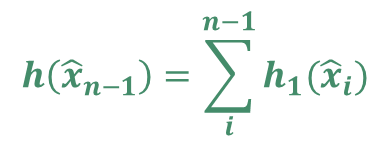 h(x̂ₙ₋₁) = ∑ᵢⁿ⁻¹ h₁(x̂ᵢ)